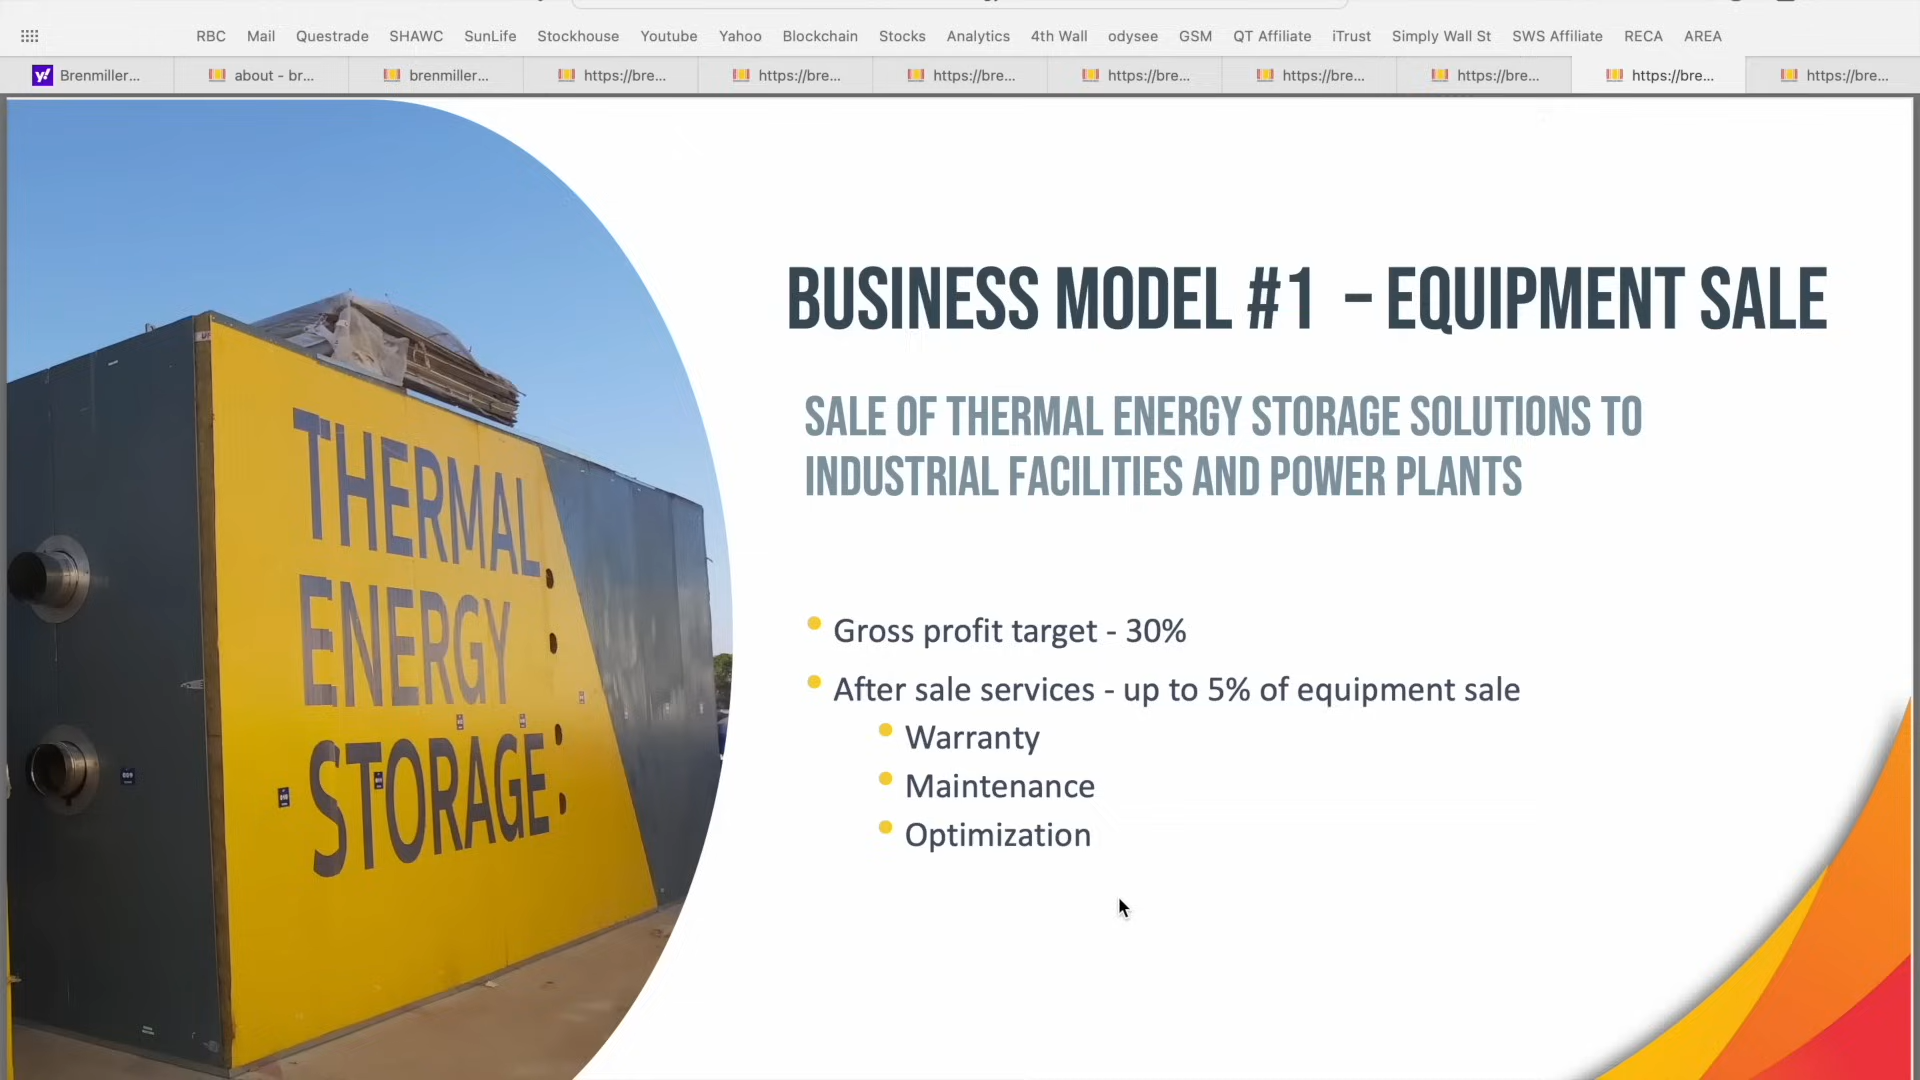 RBC Mail Questrade SHAWC SunLife Stockhouse Youtube Yahoo Blockchain Stocks Analytics 4th Wall odysee GSM QT Affiliate iTrust Simply Wall St SWS Affiliate RECA AREA
Brenmiller... about - br... brenmiller... https://bre... https://bre... https://bre... https://bre... https://bre... https://bre... https://bre... https://bre...
BUSINESS MODEL #1 – EQUIPMENT SALE
SALE OF THERMAL ENERGY STORAGE SOLUTIONS TO
INDUSTRIAL FACILITIES AND POWER PLANTS
Gross profit target - 30%
After sale services - up to 5% of equipment sale
Warranty
Maintenance
Optimization
THERMAL
ENERGY
STORAGE